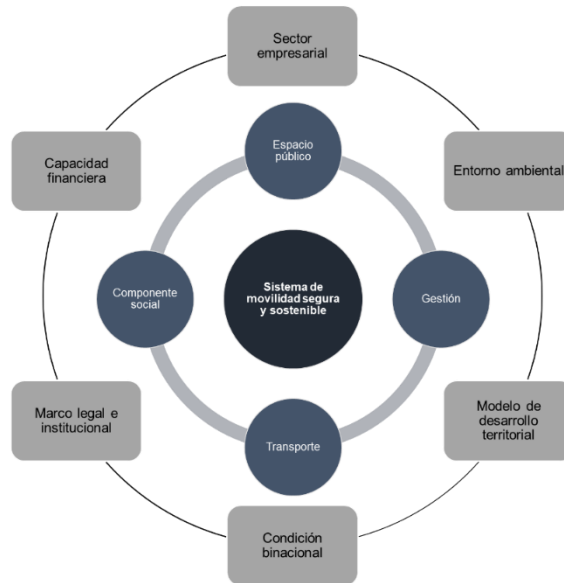 Sector
empresarial
Espacio
público
Capacidad
financiera
Entorno ambiental
Componente
social
Sistema de
movilidad segura
y sostenible
Gestión
Marco legal e
institucional
Transporte
Modelo de
desarrollo
territorial
Condición
binacional